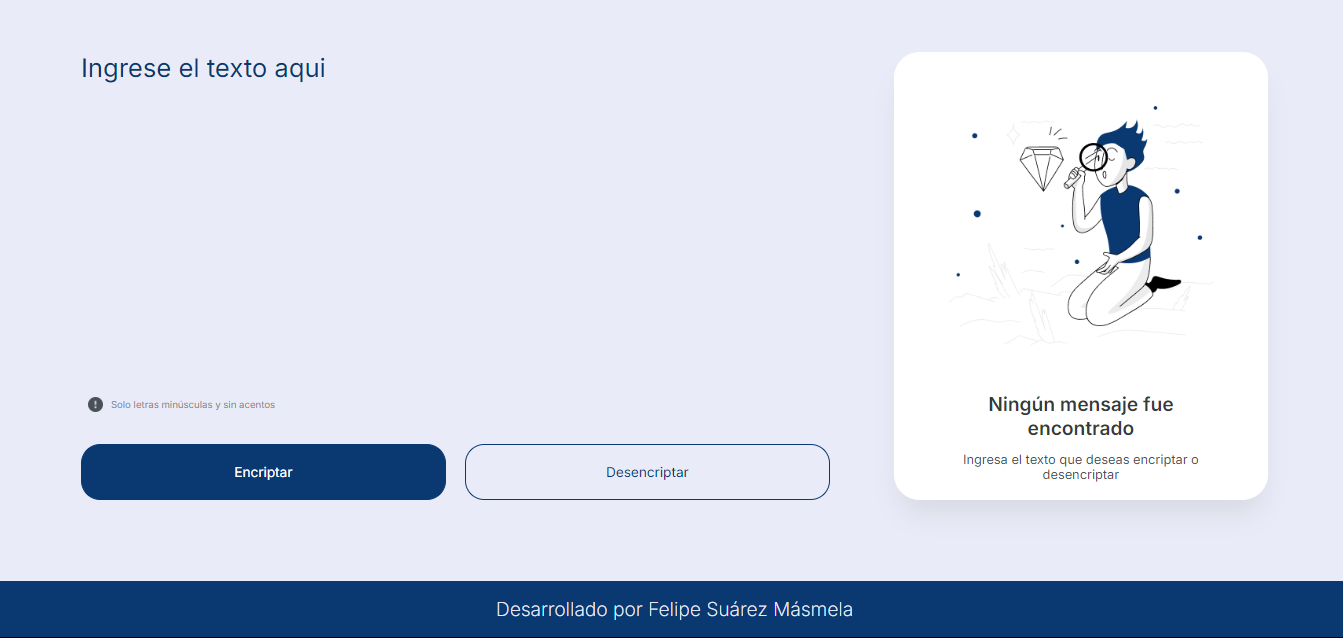 Ingrese el texto aqui
Solo letras minúsculas y sin acentos
Encriptar
Desencriptar
Ningún mensaje fue
encontrado
Ingresa el texto que deseas encriptar o
desencriptar
Desarrollado por Felipe Suárez Másmela